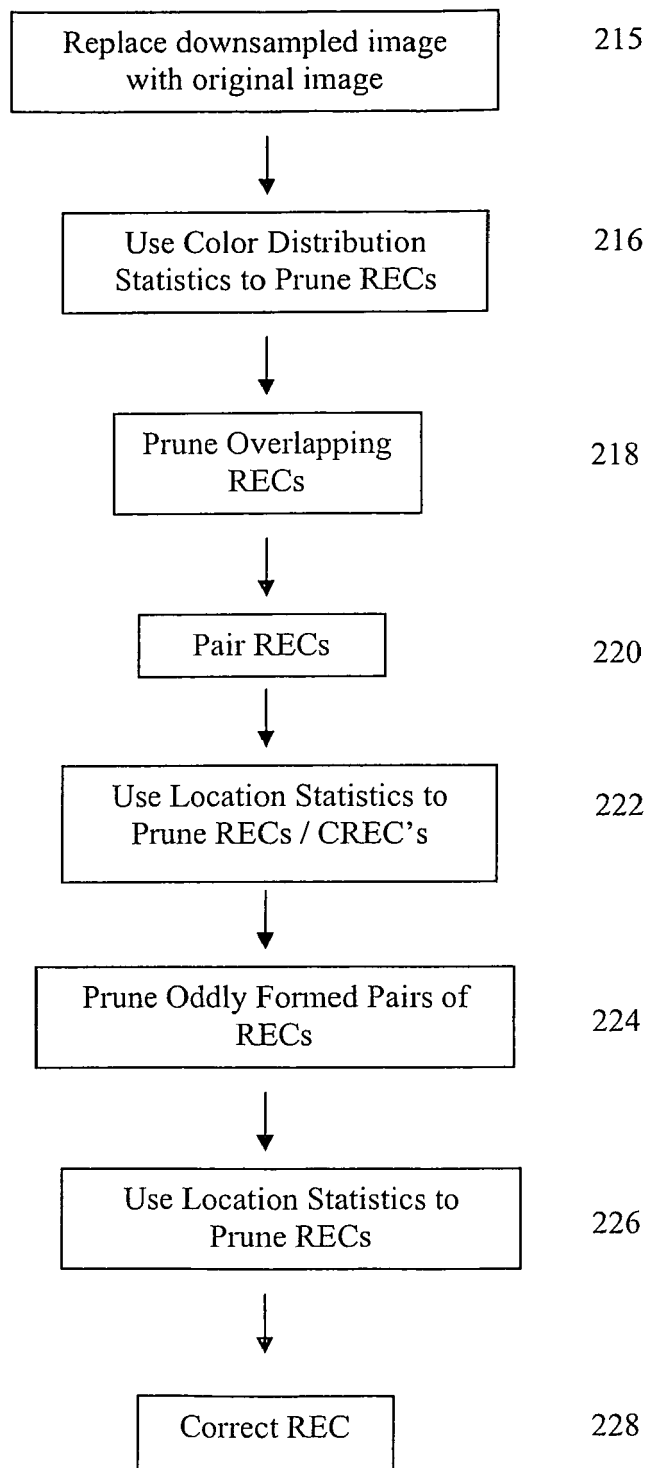 Replace downsampled image 215
with original image
Use Color Distribution 216
Statistics to Prune RECs
Prune Overlapping 218
RECs
Pair RECs 220
Use Location Statistics to 222
Prune RECs / CREC's
Prune Oddly Formed Pairs of 224
RECs
Use Location Statistics to 226
Prune RECs
Correct REC 228